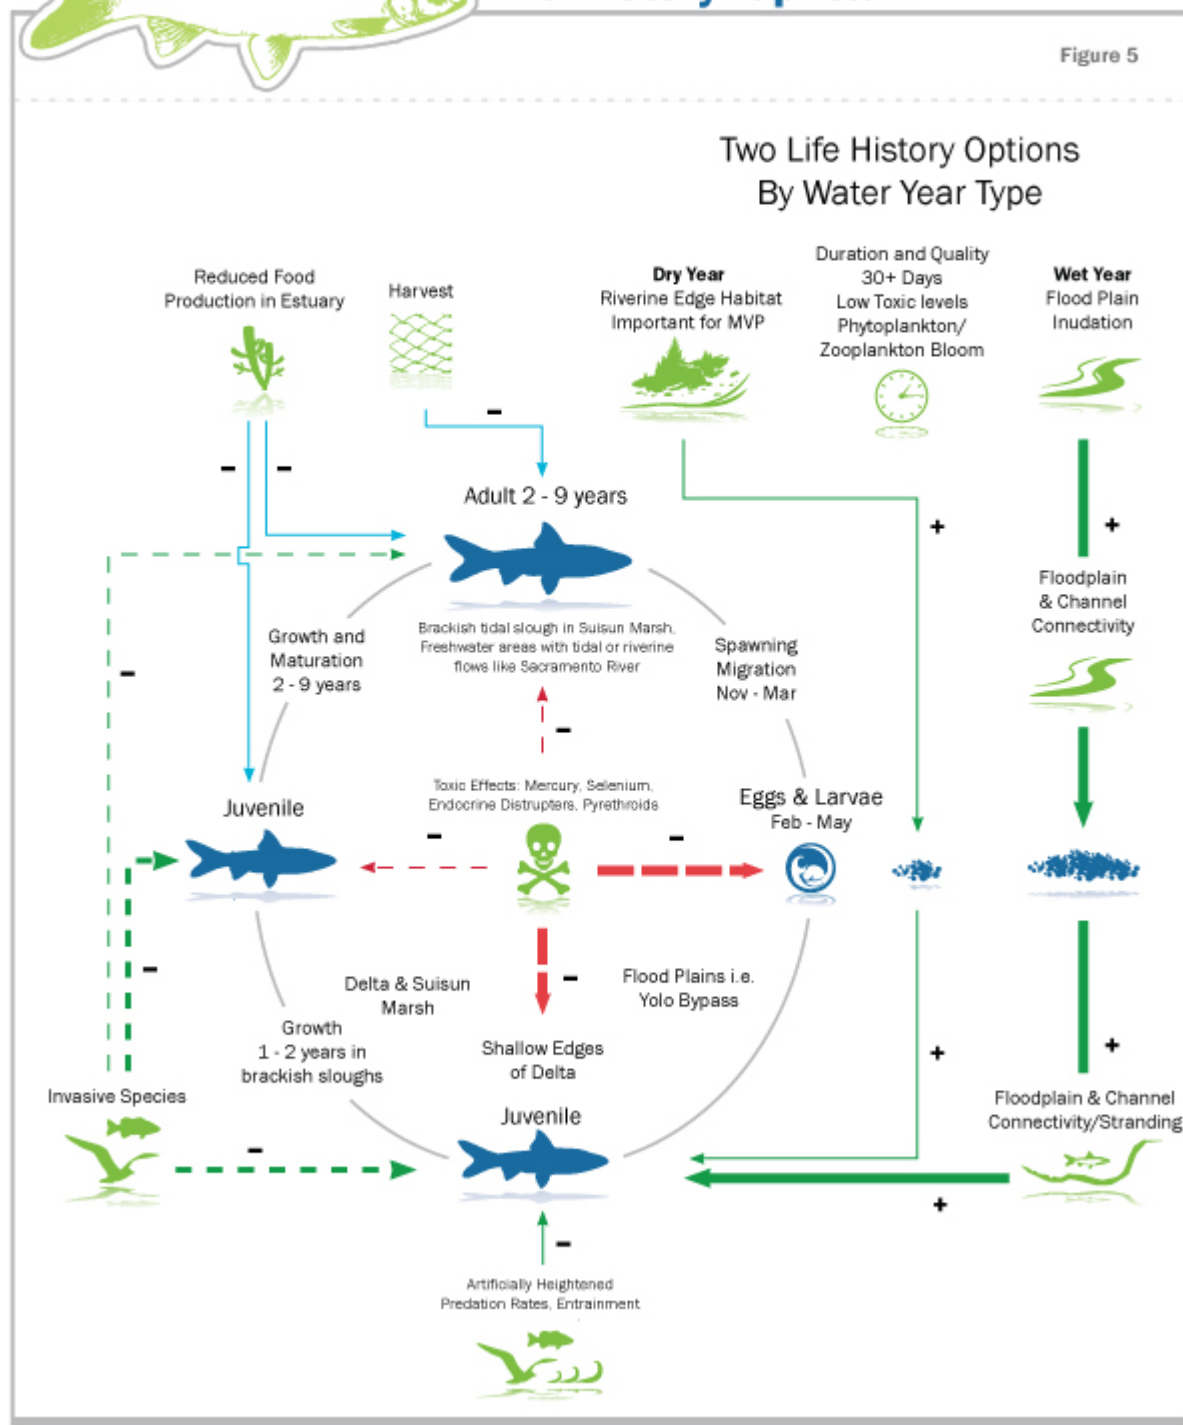 Figure 5
Two Life History Options
By Water Year Type
Reduced Food
Production in Estuary
Harvest
Dry Year
Riverine Edge Habitat
Important for MVP
Duration and Quality
30+ Days
Low Toxic levels
Phytoplankton/
Zooplankton Bloom
Wet Year
Flood Plain
Inudation
–
– –
Adult 2 - 9 years
+
+
Floodplain
& Channel
Connectivity
Brackish tidal slough in Suisun Marsh,
Freshwater areas with tidal or riverine
flows like Sacramento River
Growth and
Maturation
2 - 9 years
Spawning
Migration
Nov - Mar
–
–
Toxic Effects: Mercury, Selenium,
Endocrine Distrupters, Pyrethroids
Juvenile
Eggs & Larvae
Feb - May
–
–
–
–
Delta & Suisun
Marsh
Flood Plains i.e.
Yolo Bypass
Growth
1 - 2 years in
brackish sloughs
Shallow Edges
of Delta
+
+
Invasive Species
Juvenile
Floodplain & Channel
Connectivity/Stranding
–
+
–
Artificially Heightened
Predation Rates, Entrainment